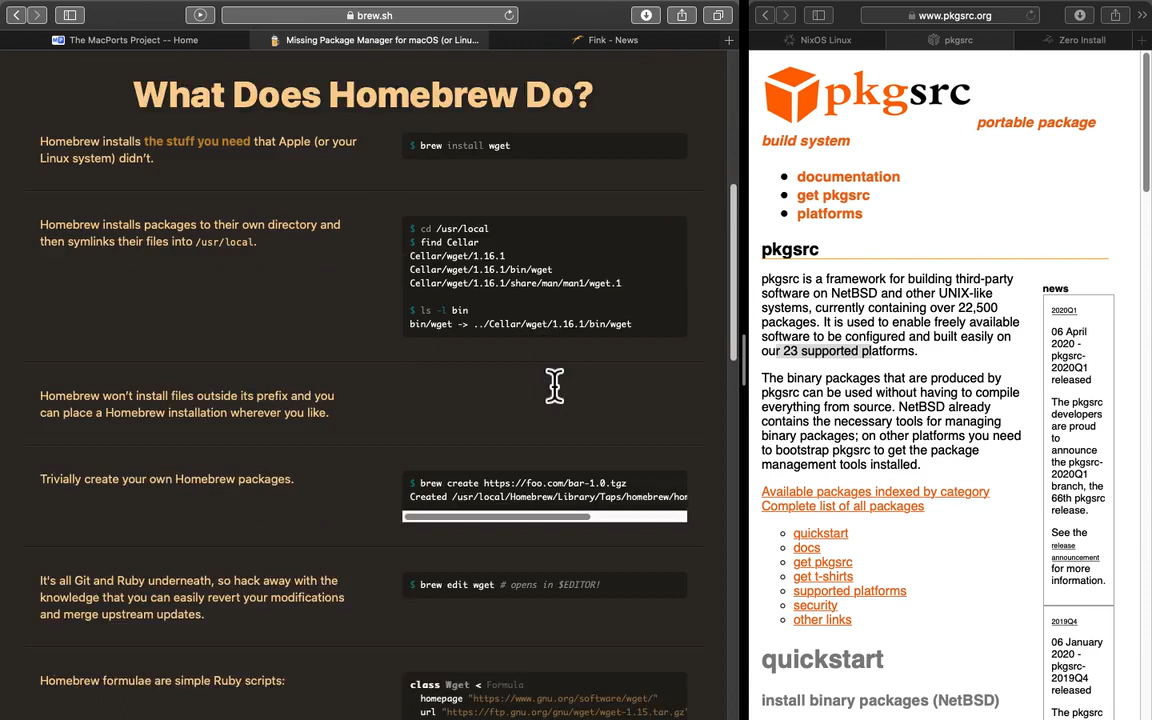 brew.sh
www.pkgsrc.org
The MacPorts Project -- Home
Missing Package Manager for macOS (or Linu...
Fink - News
NixOS Linux
pkgsrc
Zero Install
What Does Homebrew Do?
Homebrew installs the stuff you need that Apple (or your
Linux system) didn’t.
$ brew install wget
Homebrew installs packages to their own directory and
then symlinks their files into /usr/local.
$ cd /usr/local
$ find Cellar
Cellar/wget/1.16.1
Cellar/wget/1.16.1/bin/wget
Cellar/wget/1.16.1/share/man/man1/wget.1
$ ls -l bin
bin/wget -> ../Cellar/wget/1.16.1/bin/wget
Homebrew won’t install files outside its prefix and you
can place a Homebrew installation wherever you like.
Trivially create your own Homebrew packages.
$ brew create https://foo.com/bar-1.0.tgz
Created /usr/local/Homebrew/Library/Taps/homebrew/hom
It's all Git and Ruby underneath, so hack away with the
knowledge that you can easily revert your modifications
and merge upstream updates.
$ brew edit wget # opens in $EDITOR!
Homebrew formulae are simple Ruby scripts:
class Wget < Formula
homepage "https://www.gnu.org/software/wget/"
url "https://ftp.gnu.org/gnu/wget/wget-1.15.tar.gz"
pkgsrc
portable package
build system
documentation
get pkgsrc
platforms
pkgsrc
pkgsrc is a framework for building third-party
software on NetBSD and other UNIX-like
systems, currently containing over 22,500
packages. It is used to enable freely available
software to be configured and built easily on
our 23 supported platforms.
The binary packages that are produced by
pkgsrc can be used without having to compile
everything from source. NetBSD already
contains the necessary tools for managing
binary packages; on other platforms you need
to bootstrap pkgsrc to get the package
management tools installed.
Available packages indexed by category
Complete list of all packages
quickstart
docs
get pkgsrc
get t-shirts
supported platforms
security
other links
quickstart
install binary packages (NetBSD)
news
2020Q1
06 April
2020 -
pkgsrc-
2020Q1
released
The pkgsrc
developers
are proud
to
announce
the pkgsrc-
2020Q1
branch, the
66th pkgsrc
release.
See the
release
announcement
for more
information.
2019Q4
06 January
2020 -
pkgsrc-
2019Q4
released
The pkgsrc